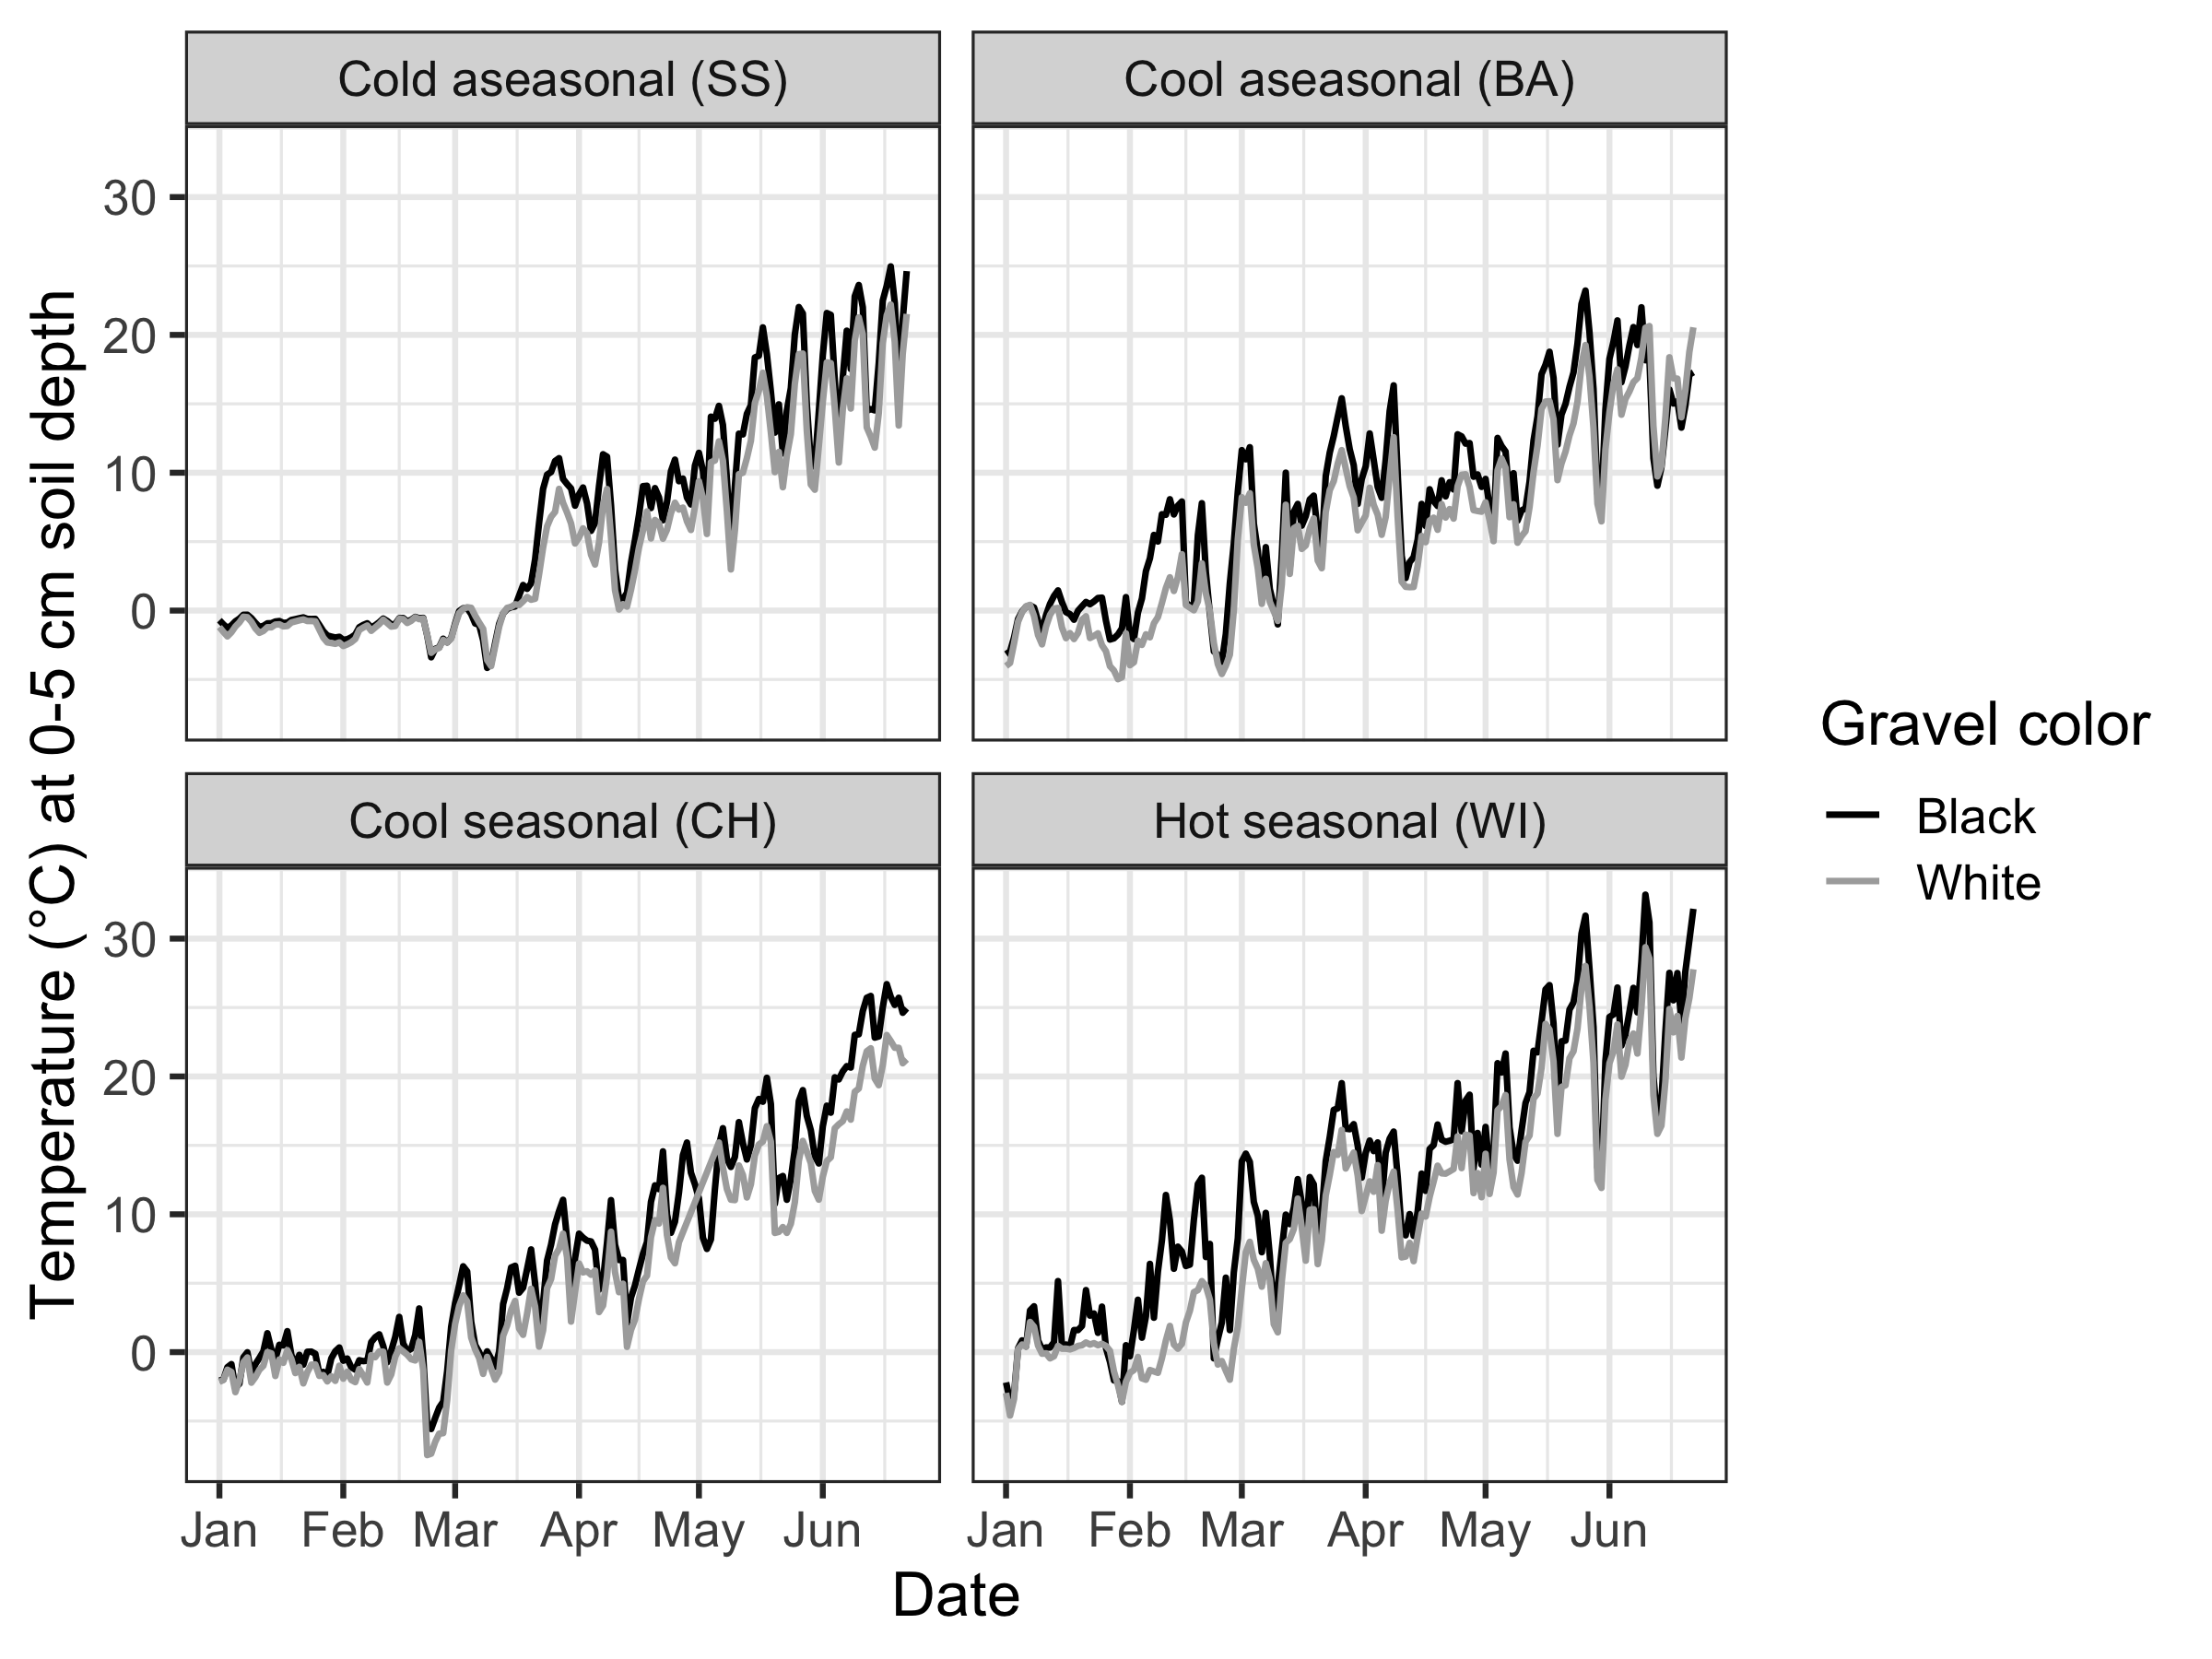 Cold aseasonal (SS)
Cool aseasonal (BA)
30
20
10
0
Cool seasonal (CH)
Hot seasonal (WI)
30
20
10
0
Jan Feb Mar Apr May Jun
Jan Feb Mar Apr May Jun
Date
Temperature (°C) at 0-5 cm soil depth
Gravel color
Black
White